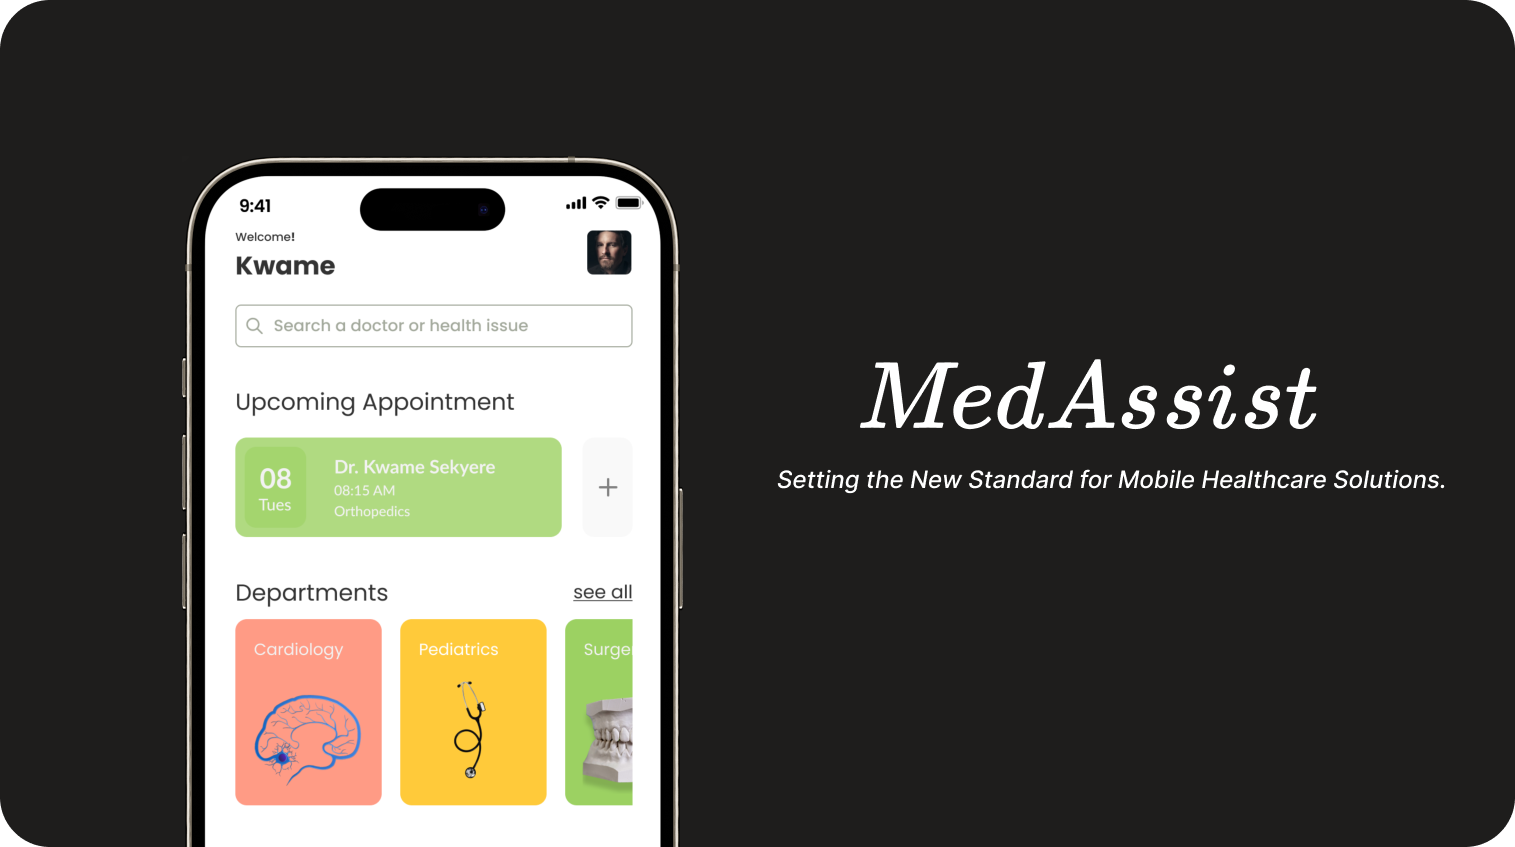 9:41
Welcome!
Kwame
Search a doctor or health issue
Upcoming Appointment
08
Tues
Dr. Kwame Sekyere
08:15 AM
Orthopedics
+
Departments
see all
Cardiology
Pediatrics
Surge
MedAssist
Setting the New Standard for Mobile Healthcare Solutions.